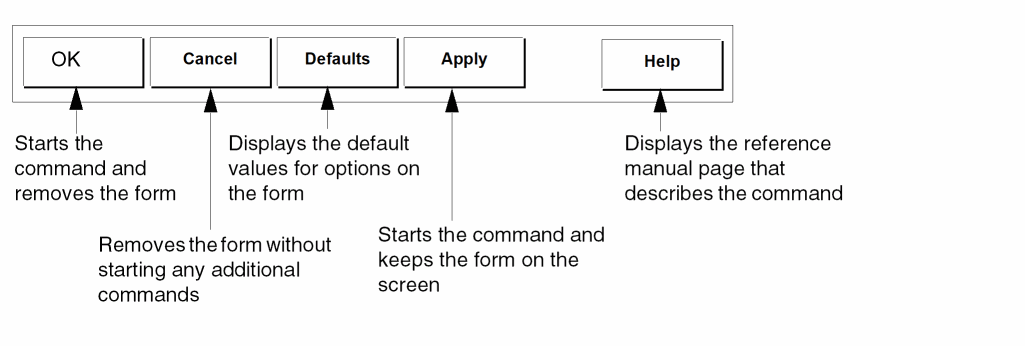 OK
Cancel
Defaults
Apply
Help
Starts the
command and
removes the form
Displays the default
values for options on
the form
Displays the reference
manual page that
describes the command
Removes the form without
starting any additional
commands
Starts the command and
keeps the form on the
screen